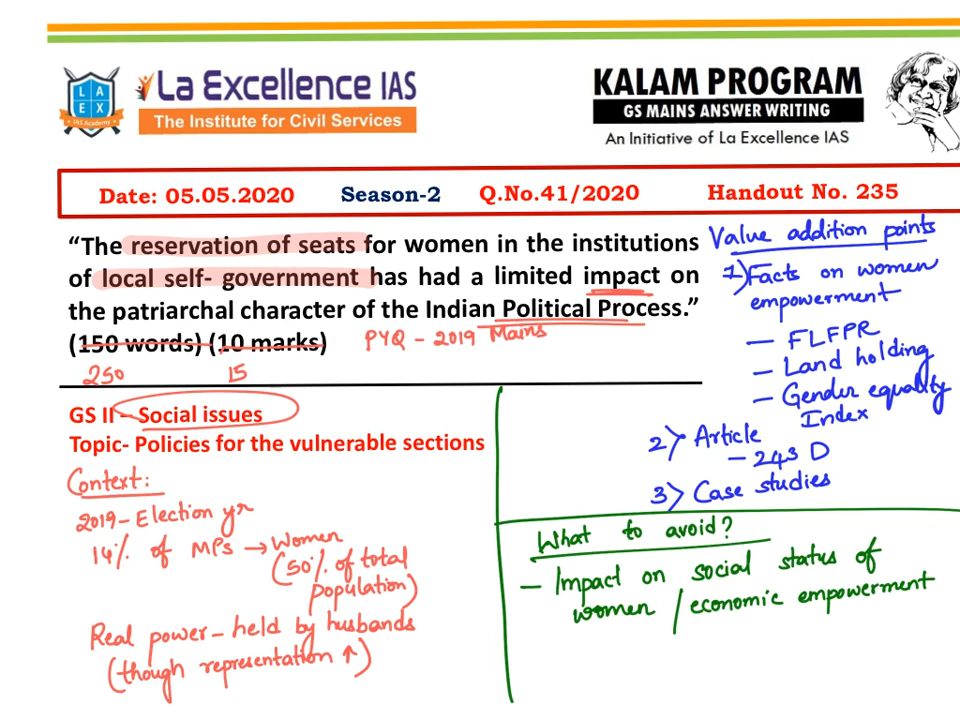 LA
EX
IAS Academy
La Excellence IAS
The Institute for Civil Services
KALAM PROGRAM
GS MAINS ANSWER WRITING
An Initiative of La Excellence IAS
Date: 05.05.2020 Season-2 Q.No.41/2020 Handout No. 235
“The reservation of seats for women in the institutions
of local self- government has had a limited impact on
the patriarchal character of the Indian Political Process.”
(150 words) (10 marks) PYQ - 2019 Mains
250 15
GS II – Social issues
Topic- Policies for the vulnerable sections
Context:
2019 - Election yr
14% of MPs → Women
(50% of total
population)
Real power - held by husbands
(though representation ↑)
Value addition points
1) Facts on women
empowerment
- FLFPR
- Land holding
- Gender equality
Index
2) Article
- 243 D
3) Case studies
What to avoid?
- Impact on social status of
women / economic empowerment